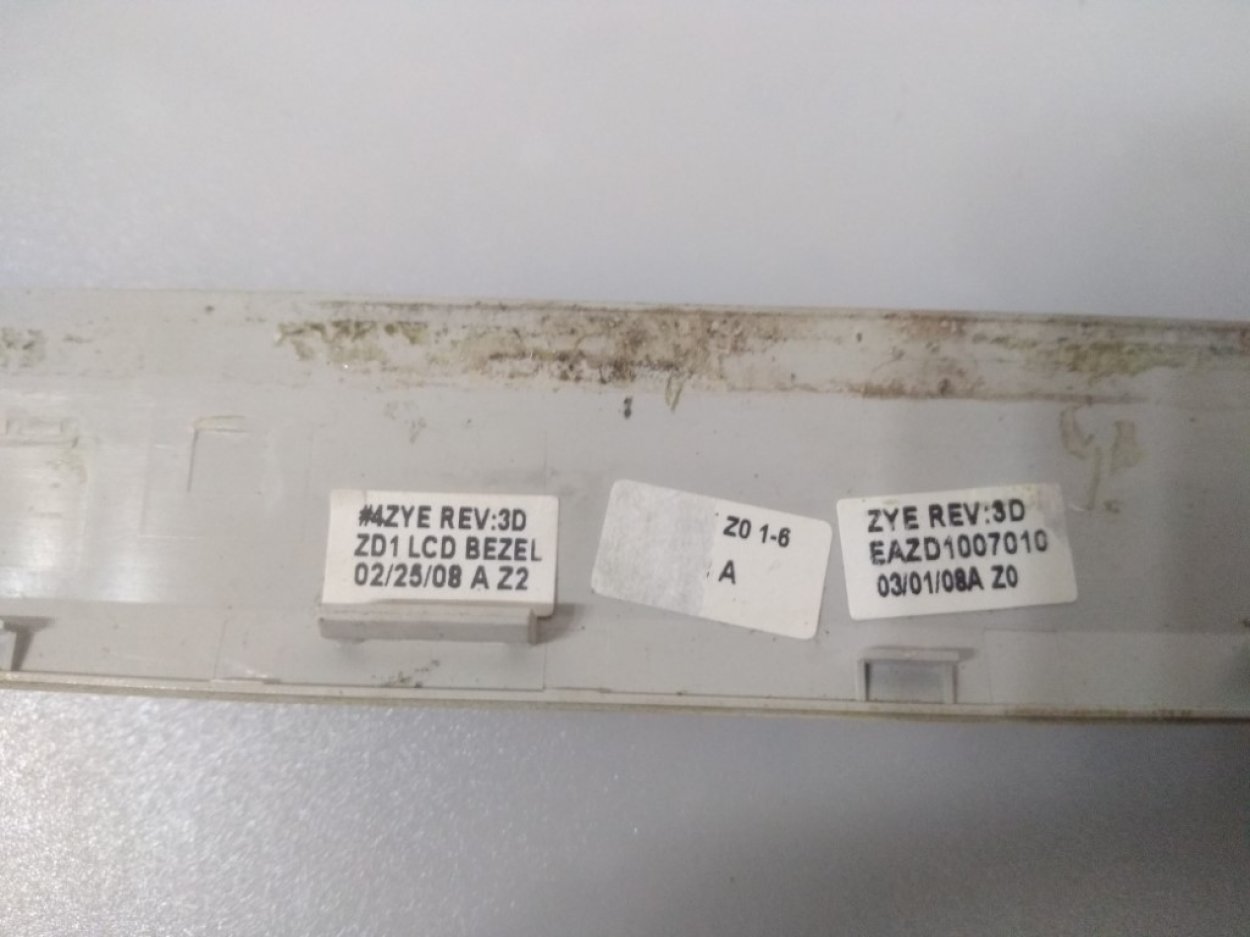 #4ZYE REV:3D
ZD1 LCD BEZEL
02/25/08 A Z2
Z0 1-6
A
ZYE REV:3D
EAZD1007010
03/01/08A Z0